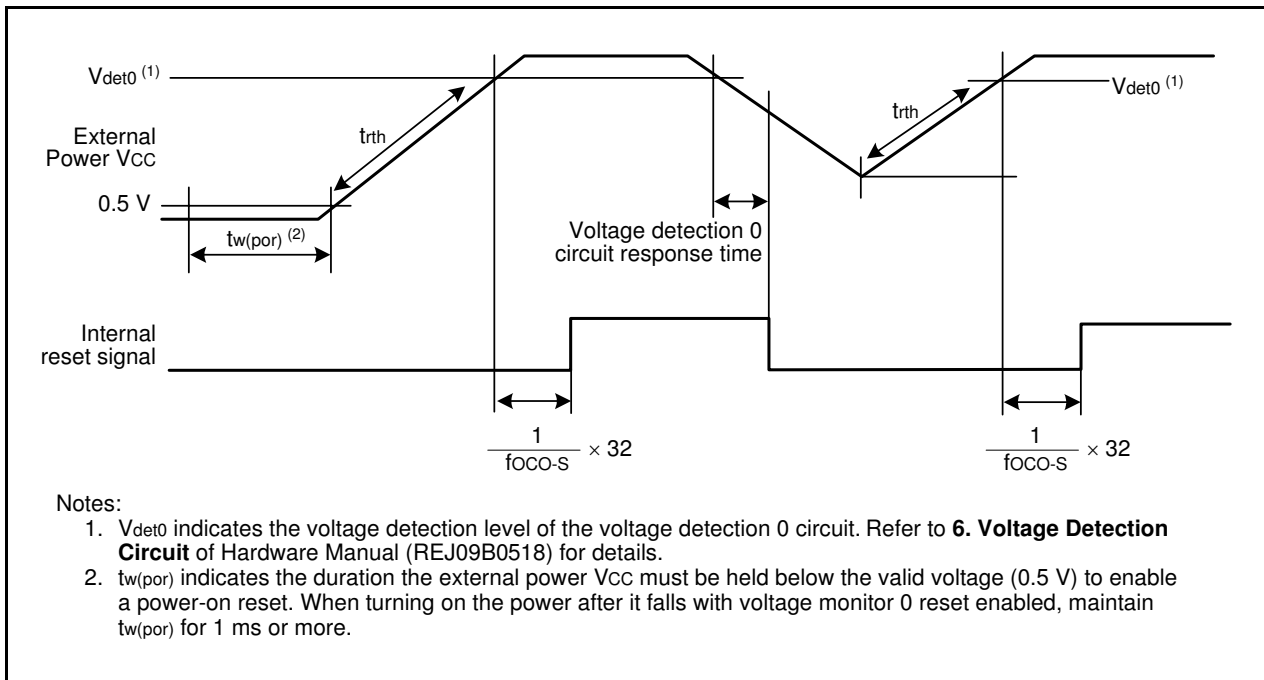 Vdet0 (1)
External
Power VCC
0.5 V
trth
tw(por) (2)
Voltage detection 0
circuit response time
trth
Vdet0 (1)
Internal
reset signal
1
fOCO-S
× 32
1
fOCO-S
× 32
Notes:
1. Vdet0 indicates the voltage detection level of the voltage detection 0 circuit. Refer to 6. Voltage Detection
Circuit of Hardware Manual (REJ09B0518) for details.
2. tw(por) indicates the duration the external power VCC must be held below the valid voltage (0.5 V) to enable
a power-on reset. When turning on the power after it falls with voltage monitor 0 reset enabled, maintain
tw(por) for 1 ms or more.